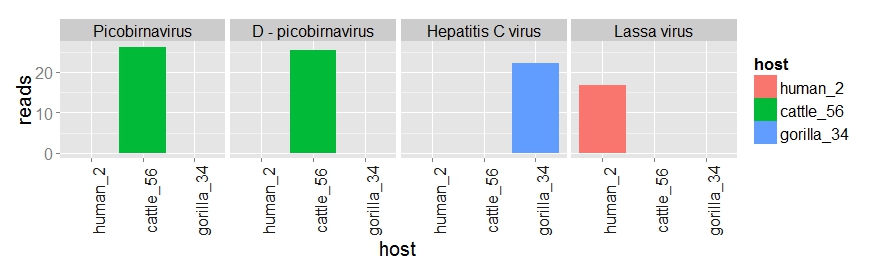 Picobirnavirus
D - picobirnavirus
Hepatitis C virus
Lassa virus
reads
20
10
0
human_2
cattle_56
gorilla_34
human_2
cattle_56
gorilla_34
human_2
cattle_56
gorilla_34
human_2
cattle_56
gorilla_34
host
host
human_2
cattle_56
gorilla_34